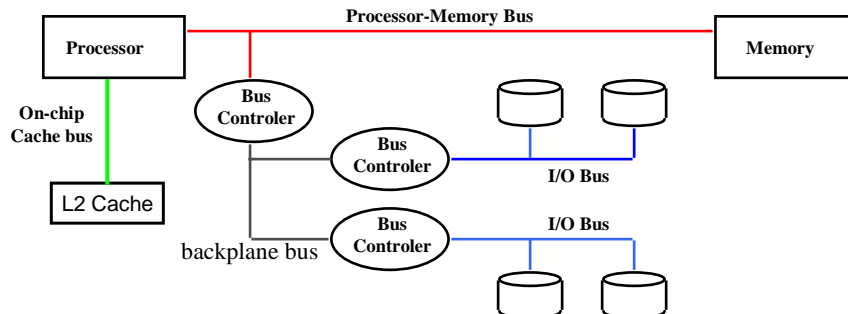 Processor-Memory Bus
Processor
Memory
On-chip
Cache bus
Bus
Controler
Bus
Controler
I/O Bus
L2 Cache
Bus
Controler
I/O Bus
backplane bus